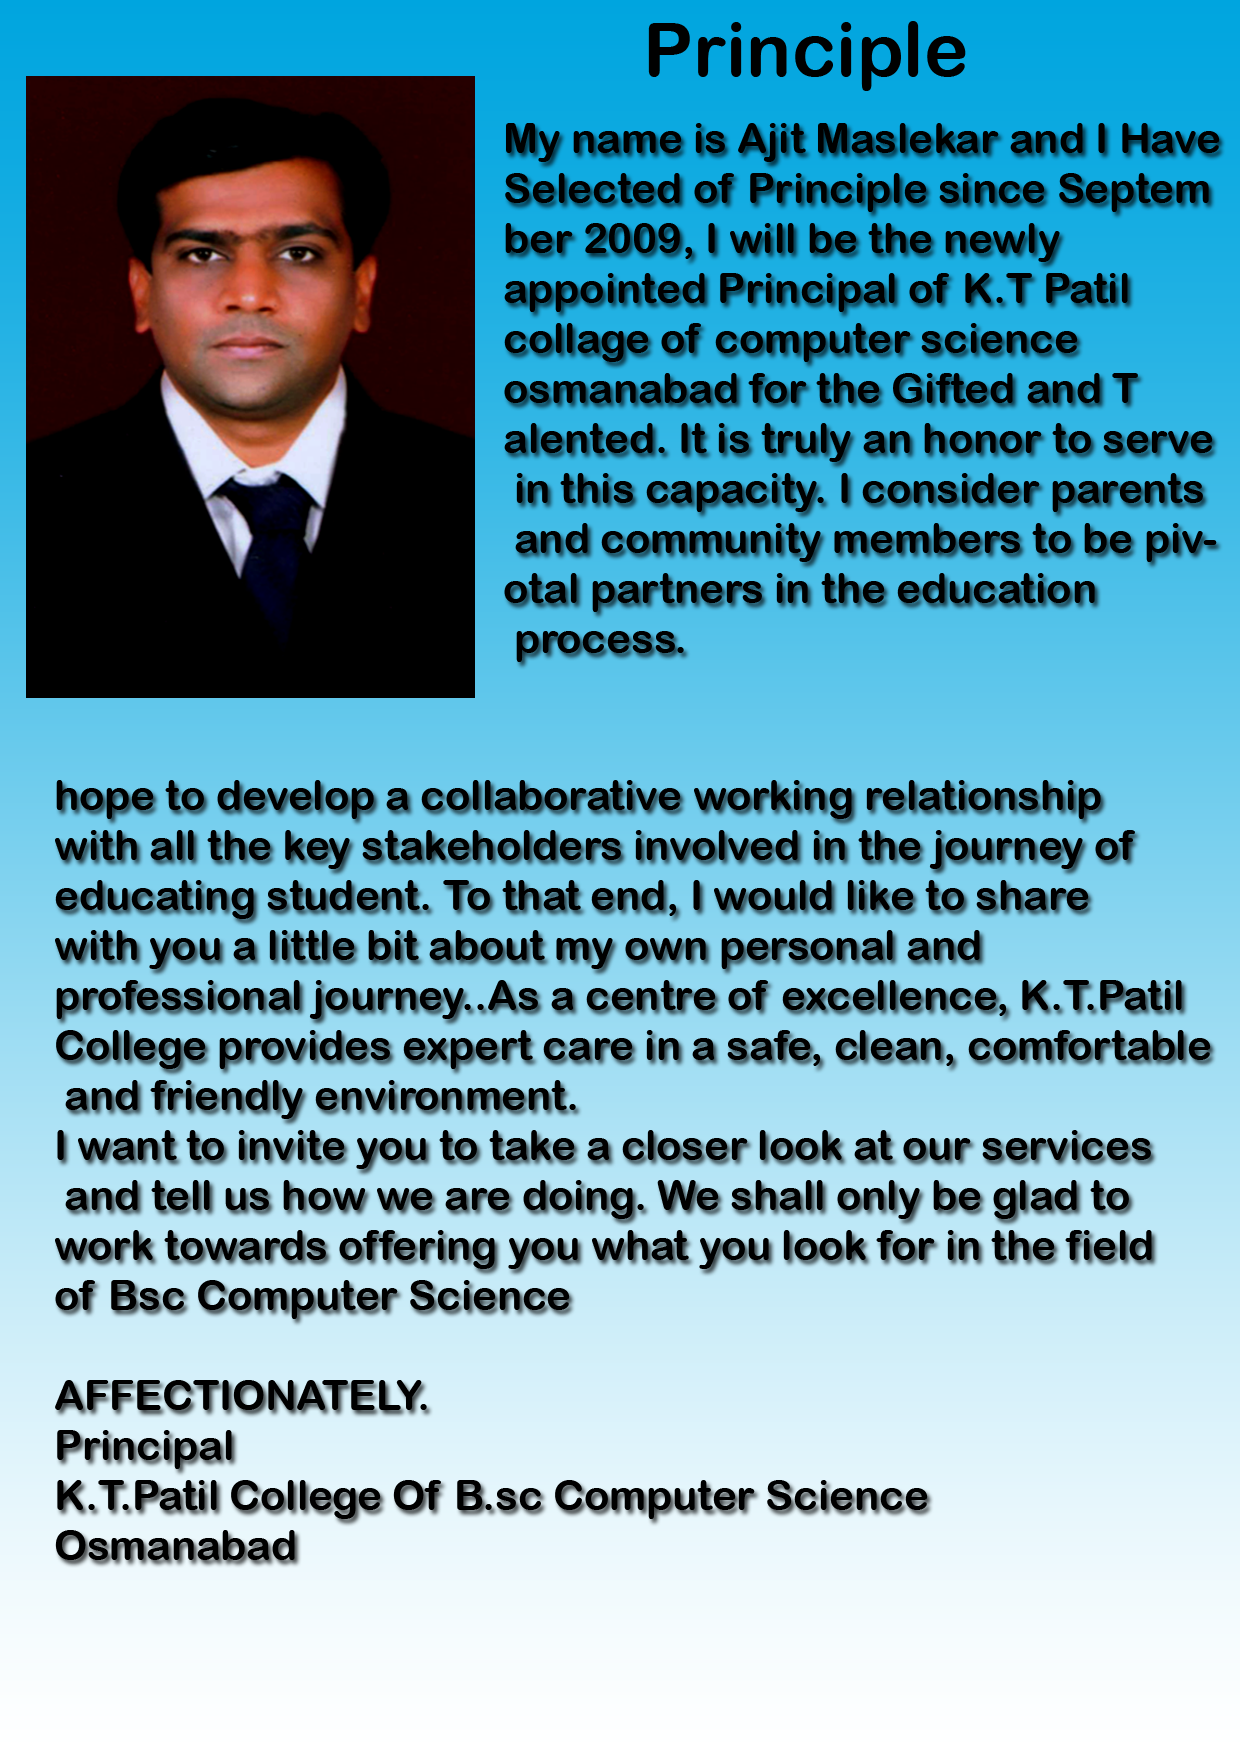 Principle
My name is Ajit Maslekar and I Have
Selected of Principle since Septem
ber 2009, I will be the newly
appointed Principal of K.T Patil
collage of computer science
osmanabad for the Gifted and T
alented. It is truly an honor to serve
in this capacity. I consider parents
and community members to be piv-
otal partners in the education
process.
hope to develop a collaborative working relationship
with all the key stakeholders involved in the journey of
educating student. To that end, I would like to share
with you a little bit about my own personal and
professional journey..As a centre of excellence, K.T.Patil
College provides expert care in a safe, clean, comfortable
and friendly environment.
I want to invite you to take a closer look at our services
and tell us how we are doing. We shall only be glad to
work towards offering you what you look for in the field
of Bsc Computer Science
AFFECTIONATELY.
Principal
K.T.Patil College Of B.sc Computer Science
Osmanabad